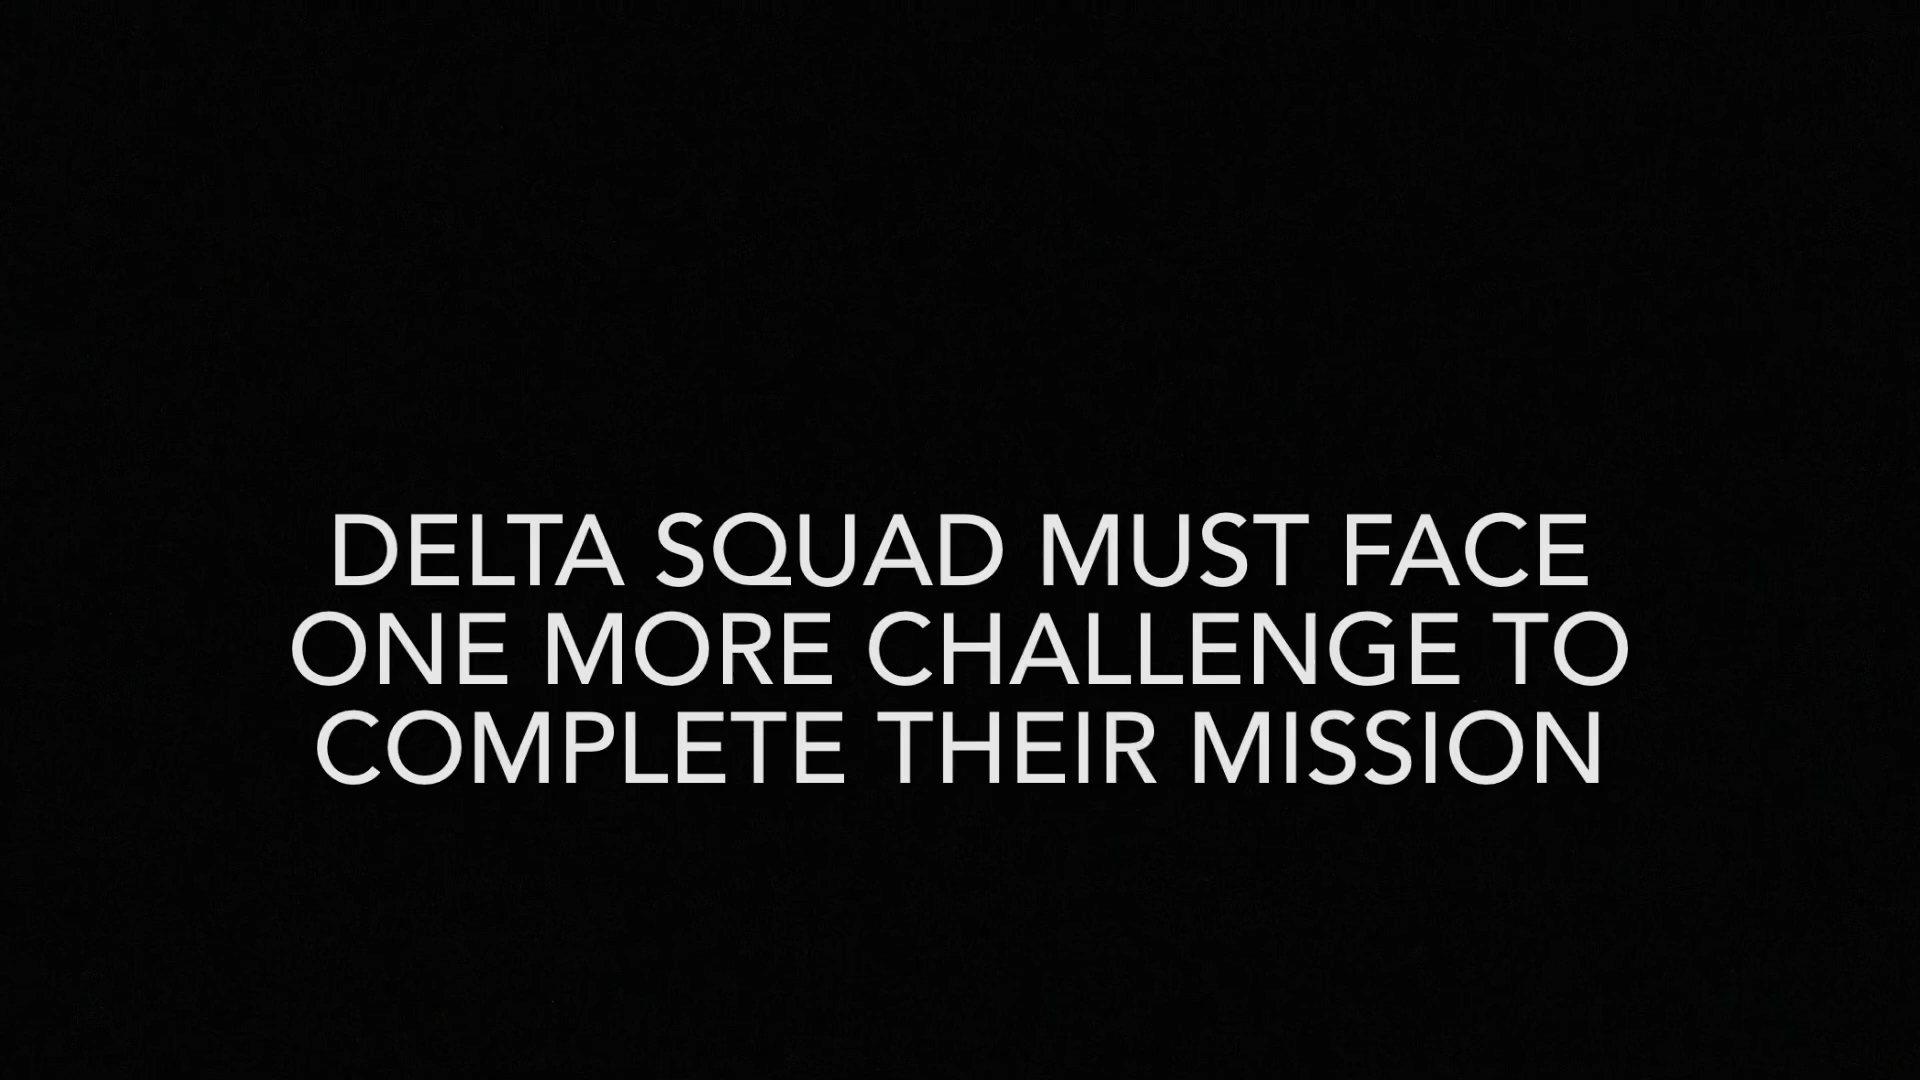 DELTA SQUAD MUST FACE
ONE MORE CHALLENGE TO
COMPLETE THEIR MISSION